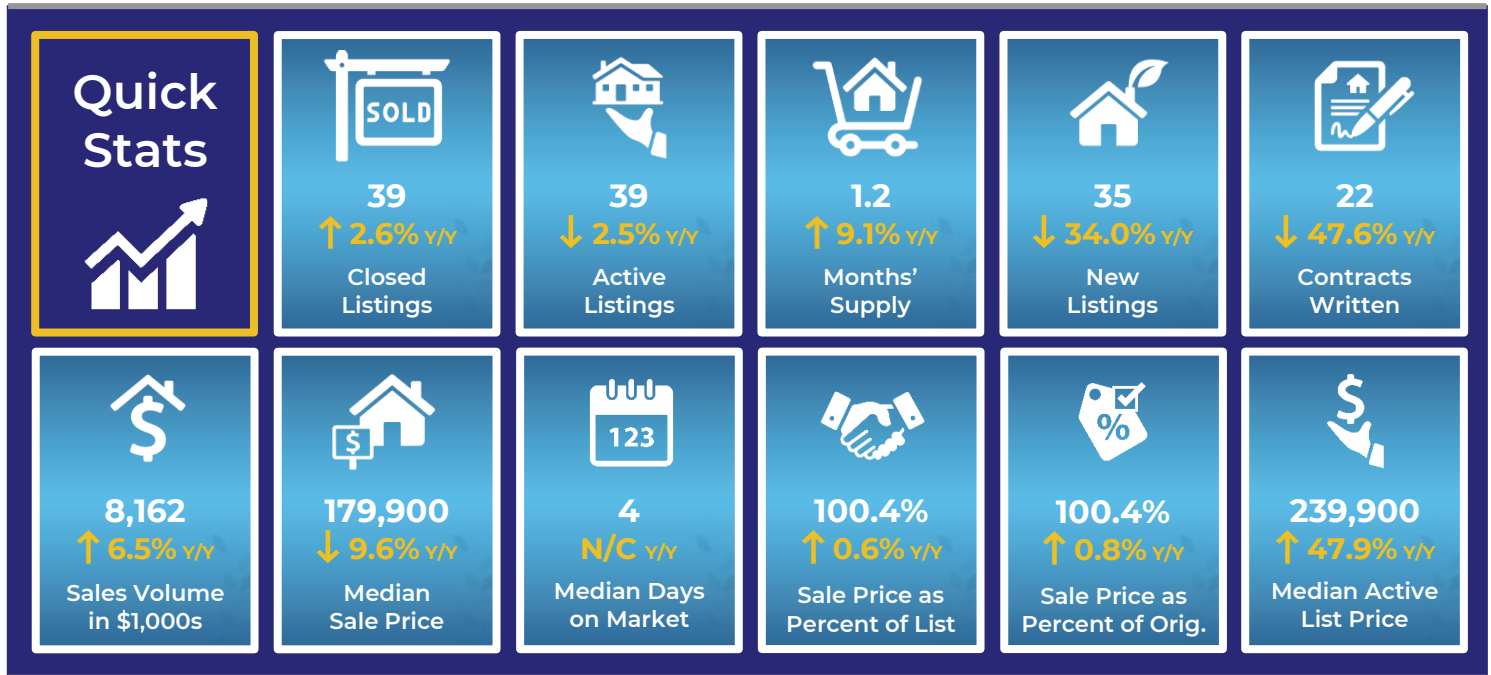 Quick
Stats
SOLD
39
↑ 2.6% Y/Y
Closed
Listings
39
↓ 2.5% Y/Y
Active
Listings
1.2
↑ 9.1% Y/Y
Months’
Supply
35
↓ 34.0% Y/Y
New
Listings
22
↓ 47.6% Y/Y
Contracts
Written
$
8,162
↑ 6.5% Y/Y
Sales Volume
in $1,000s
$
179,900
↓ 9.6% Y/Y
Median
Sale Price
123
4
N/C Y/Y
Median Days
on Market
100.4%
↑ 0.6% Y/Y
Sale Price as
Percent of List
%
100.4%
↑ 0.8% Y/Y
Sale Price as
Percent of Orig.
$
239,900
↑ 47.9% Y/Y
Median Active
List Price